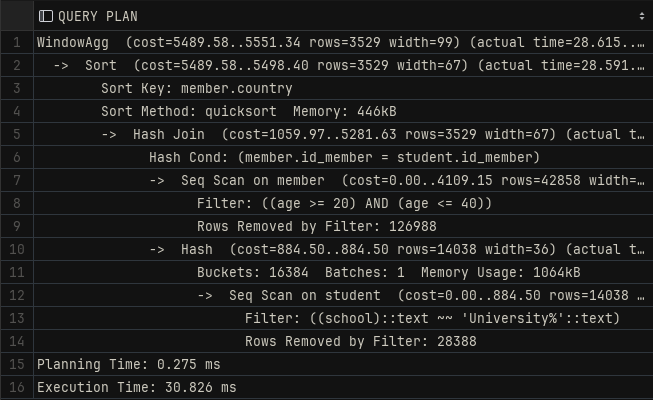 QUERY PLAN
1 WindowAgg  (cost=5489.58..5551.34 rows=3529 width=99) (actual time=28.615..…
2   ->  Sort  (cost=5489.58..5498.40 rows=3529 width=67) (actual time=28.591.…
3         Sort Key: member.country
4         Sort Method: quicksort  Memory: 446kB
5         ->  Hash Join  (cost=1059.97..5281.63 rows=3529 width=67) (actual t…
6               Hash Cond: (member.id_member = student.id_member)
7               ->  Seq Scan on member  (cost=0.00..4109.15 rows=42858 width=…
8                     Filter: ((age >= 20) AND (age <= 40))
9                     Rows Removed by Filter: 126988
10               ->  Hash  (cost=884.50..884.50 rows=14038 width=36) (actual t…
11                     Buckets: 16384  Batches: 1  Memory Usage: 1064kB
12                     ->  Seq Scan on student  (cost=0.00..884.50 rows=14038 …
13                           Filter: ((school)::text ~~ 'University%'::text)
14                           Rows Removed by Filter: 28388
15 Planning Time: 0.275 ms
16 Execution Time: 30.826 ms